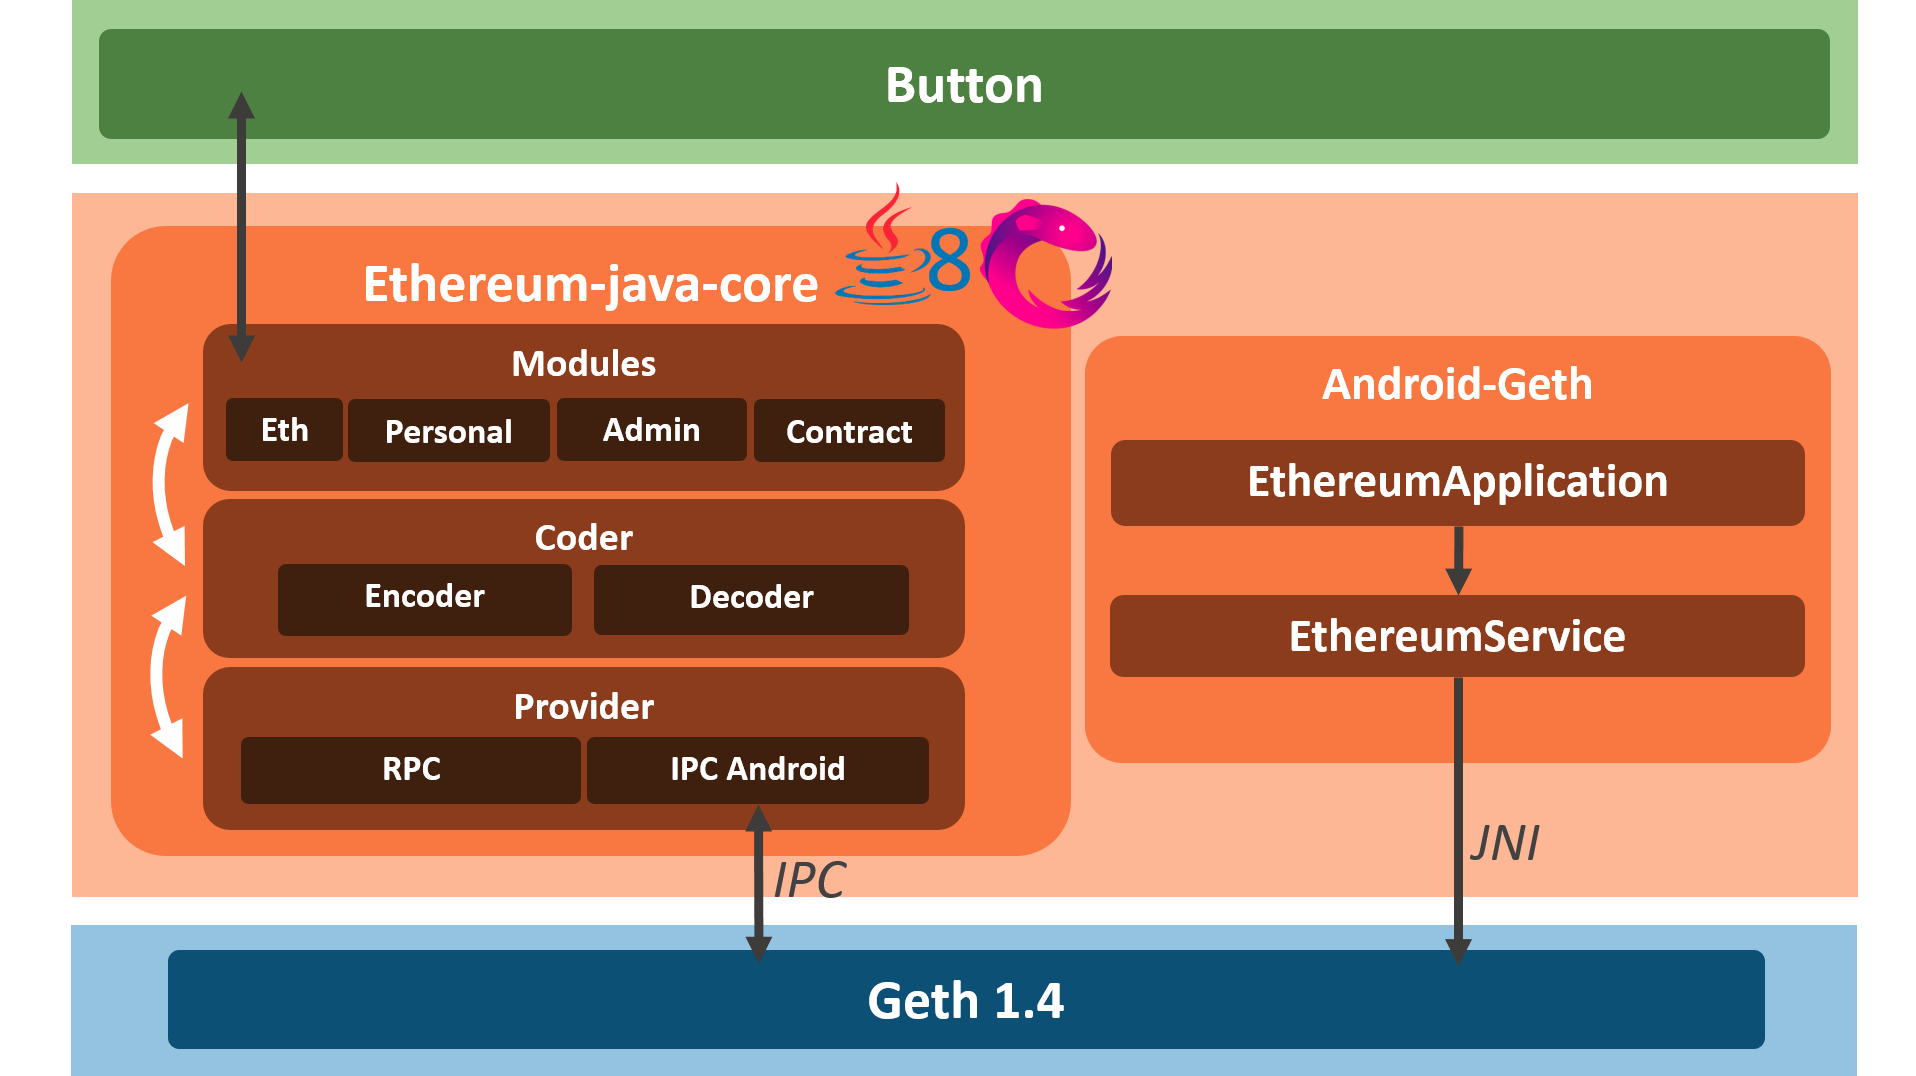 Button
Ethereum-java-core
8
Modules
Eth
Personal
Admin
Contract
Coder
Encoder
Decoder
Provider
RPC
IPC Android
IPC
Android-Geth
EthereumApplication
EthereumService
JNI
Geth 1.4